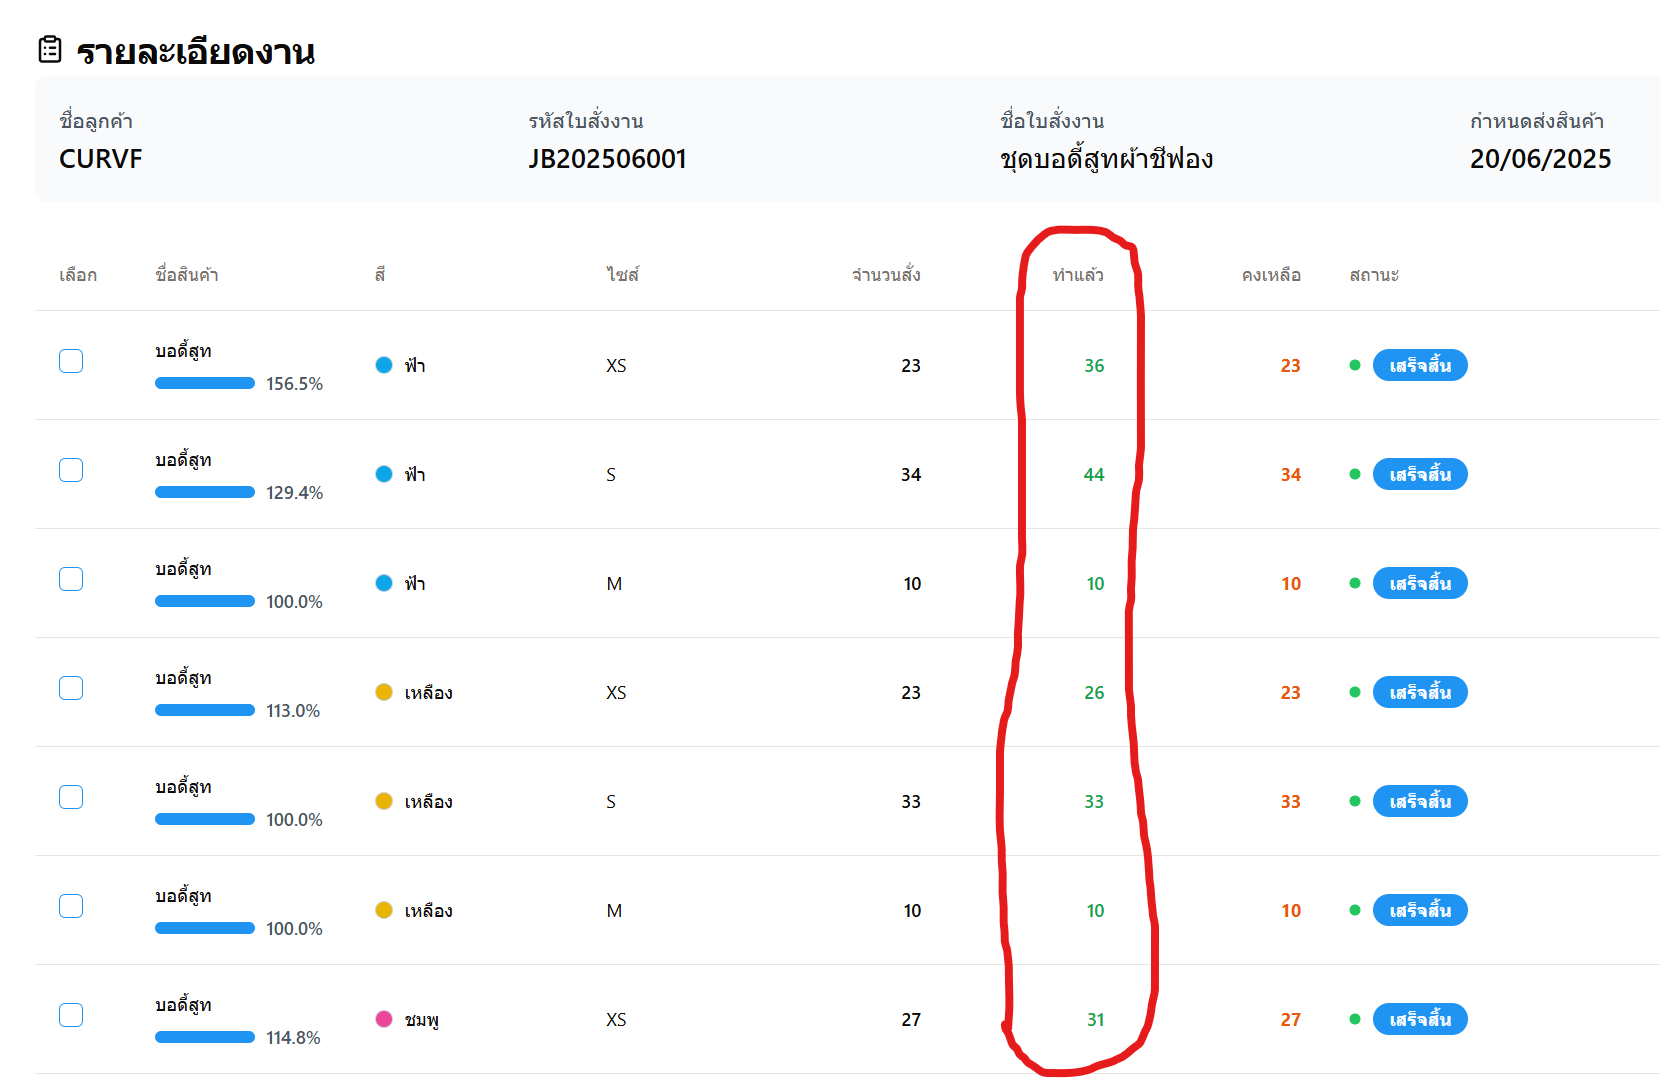 รายละเอียดงาน
ชื่อลูกค้า รหัสใบสั่งงาน ชื่อใบสั่งงาน กำหนดส่งสินค้า
CURVF JB202506001 ชุดบอดี้สูทผ้าชีฟอง 20/06/2025
เลือก ชื่อสินค้า สี ไซส์ จำนวนสั่ง ทำแล้ว คงเหลือ สถานะ
บอดี้สูท
156.5% ฟ้า XS 23 36 23 เสร็จสิ้น
บอดี้สูท
129.4% ฟ้า S 34 44 34 เสร็จสิ้น
บอดี้สูท
100.0% ฟ้า M 10 10 10 เสร็จสิ้น
บอดี้สูท
113.0% เหลือง XS 23 26 23 เสร็จสิ้น
บอดี้สูท
100.0% เหลือง S 33 33 33 เสร็จสิ้น
บอดี้สูท
100.0% เหลือง M 10 10 10 เสร็จสิ้น
บอดี้สูท
114.8% ชมพู XS 27 31 27 เสร็จสิ้น